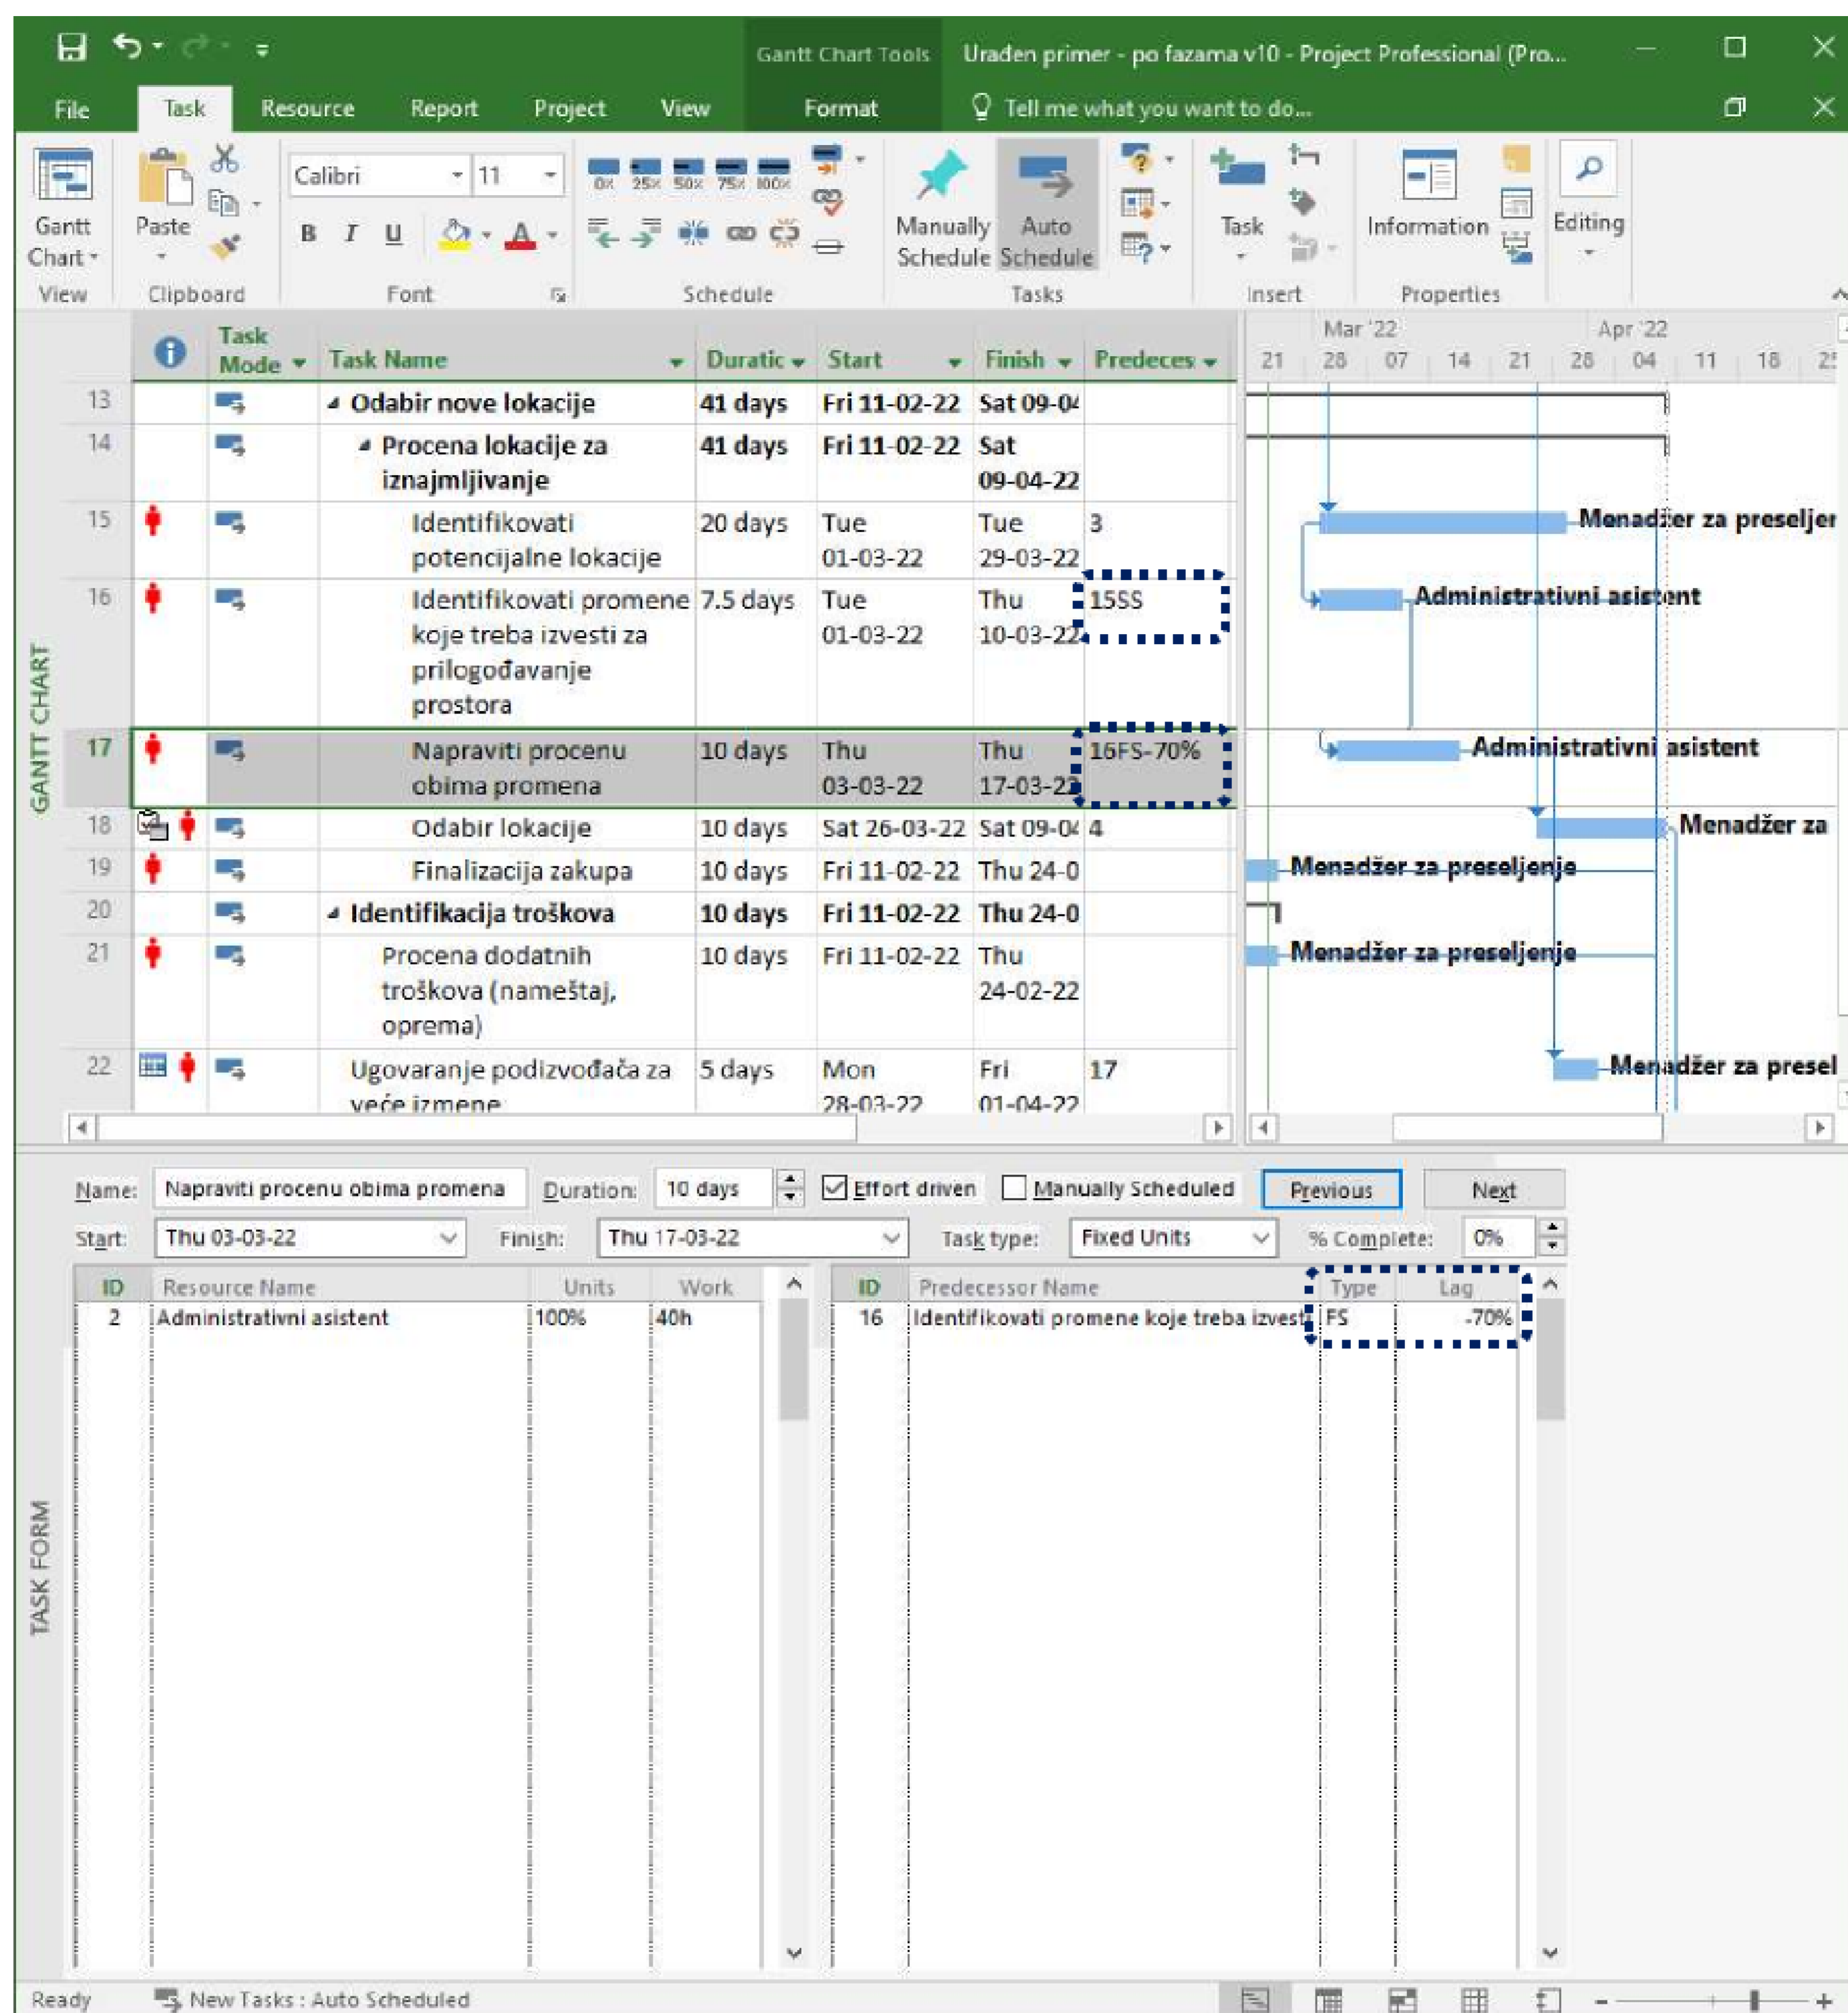 Gantt Chart Tools Urađen primer - po fazama v10 - Project Professional (Pro...
File Task Resource Report Project View Format Tell me what you want to do...
Calibri 11
0% 25% 50% 75% 100%
Gantt Chart
Paste
B I U A
Manually Schedule
Auto Schedule
Task
Information
Editing
View Clipboard Font Schedule Tasks Insert Properties
Task Mode Task Name Duratic Start Finish Predeces
Mar '22 Apr '22
21 28 07 14 21 28 04 11 18 25
13 Odabir nove lokacije 41 days Fri 11-02-22 Sat 09-04
14 Procena lokacije za 41 days Fri 11-02-22 Sat
iznajmljivanje 09-04-22
15 Identifikovati 20 days Tue Tue 3 Menadžer za preseljer
potencijalne lokacije 01-03-22 29-03-22
16 Identifikovati promene 7.5 days Tue Thu 15SS Administrativni asistent
koje treba izvesti za 01-03-22 10-03-22
prilogođavanje
prostora
GANTT CHART
17 Napraviti procenu 10 days Thu Thu 16FS-70% Administrativni asistent
obima promena 03-03-22 17-03-22
18 Odabir lokacije 10 days Sat 26-03-22 Sat 09-04 4 Menadžer za
19 Finalizacija zakupa 10 days Fri 11-02-22 Thu 24-0 Menadžer za preseljenje
20 Identifikacija troškova 10 days Fri 11-02-22 Thu 24-0
21 Procena dodatnih 10 days Fri 11-02-22 Thu Menadžer za preseljenje
troškova (nameštaj, 24-02-22
oprema)
22 Ugovaranje podizvođača za 5 days Mon Fri 17 Menadžer za presel
veće izmene 28-03-22 01-04-22
Name: Napraviti procenu obima promena Duration: 10 days Effort driven Manually Scheduled Previous Next
Start: Thu 03-03-22 Finish: Thu 17-03-22 Task type: Fixed Units % Complete: 0%
ID Resource Name Units Work ID Predecessor Name Type Lag
2 Administrativni asistent 100% 40h 16 Identifikovati promene koje treba izvesti FS -70%
TASK FORM
Ready New Tasks : Auto Scheduled